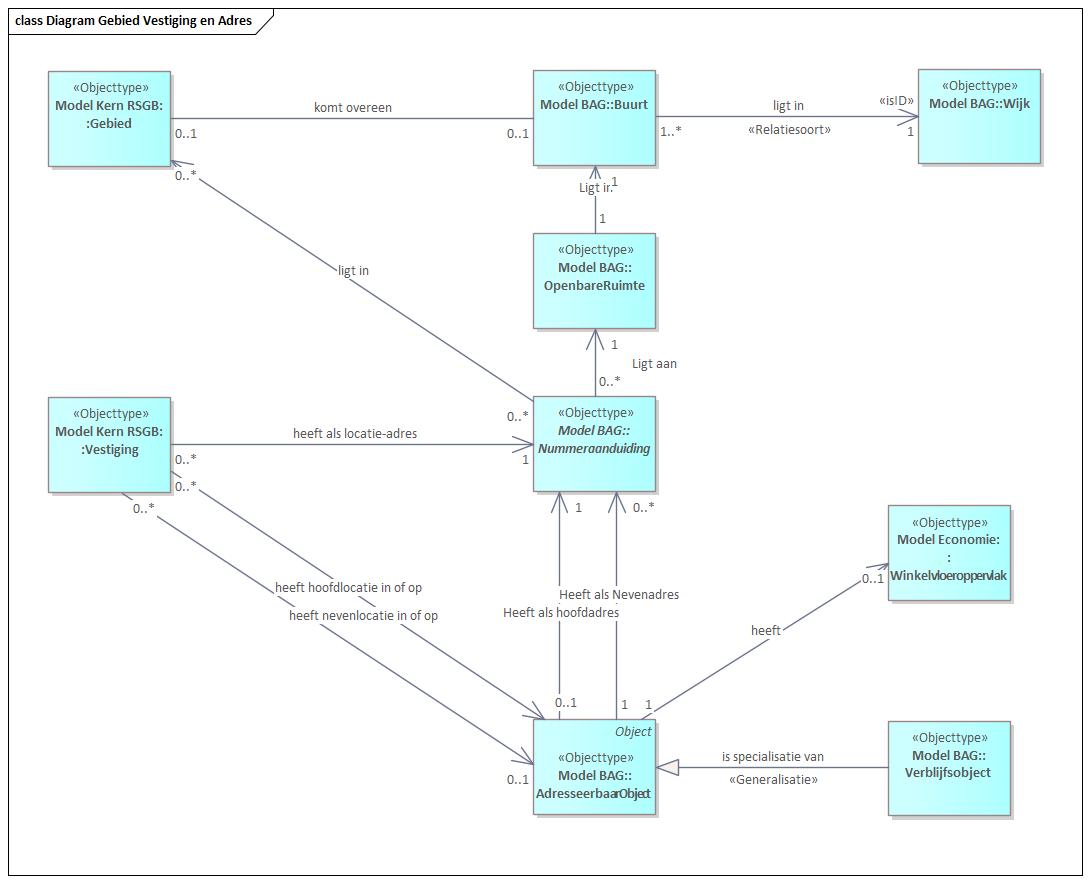 class Diagram Gebied Vestiging en Adres
«Objecttype»
Model Kern RSGB:
:Gebied
0..1
komt overeen
0..1
«Objecttype»
Model BAG::Buurt
1..*
ligt in
«Relatiesoort»
«isID»
1
«Objecttype»
Model BAG::Wijk
0..*
ligt in
0..*
Ligt in
1
1
«Objecttype»
Model BAG::
OpenbareRuimte
1
Ligt aan
0..*
«Objecttype»
Model BAG::
Nummeraanduiding
«Objecttype»
Model Kern RSGB:
:Vestiging
0..*
heeft als locatie-adres
1
0..*
0..*
heeft hoofdlocatie in of op
heeft nevenlocatie in of op
0..1
1
0..*
Heeft als Nevenadres
Heeft als hoofdadres
0..1
1
1
heeft
0..1
«Objecttype»
Model Economie:
:
Winkelvloeroppervlak
Object
«Objecttype»
Model BAG::
AdresseerbaarObject
is specialisatie van
«Generalisatie»
«Objecttype»
Model BAG::
Verblijfsobject